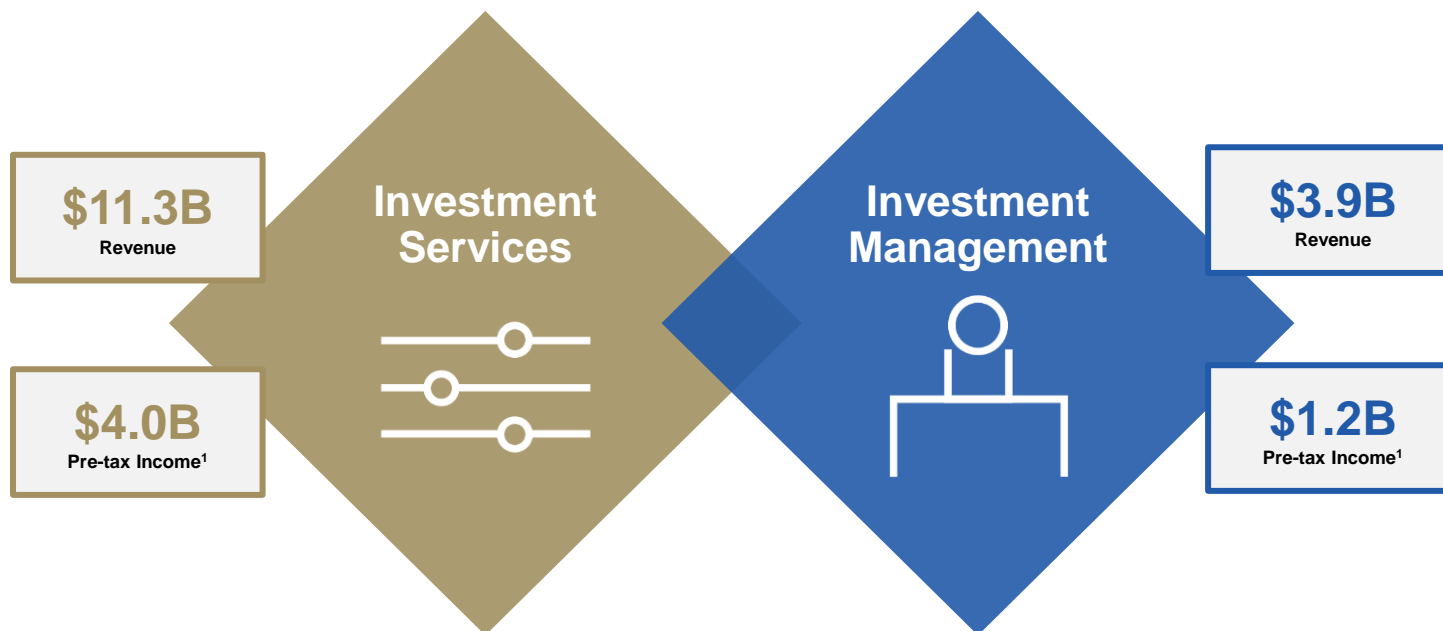 Investment
Services
$11.3B
Revenue
$4.0B
Pre-tax Income¹
Investment
Management
$3.9B
Revenue
$1.2B
Pre-tax Income¹